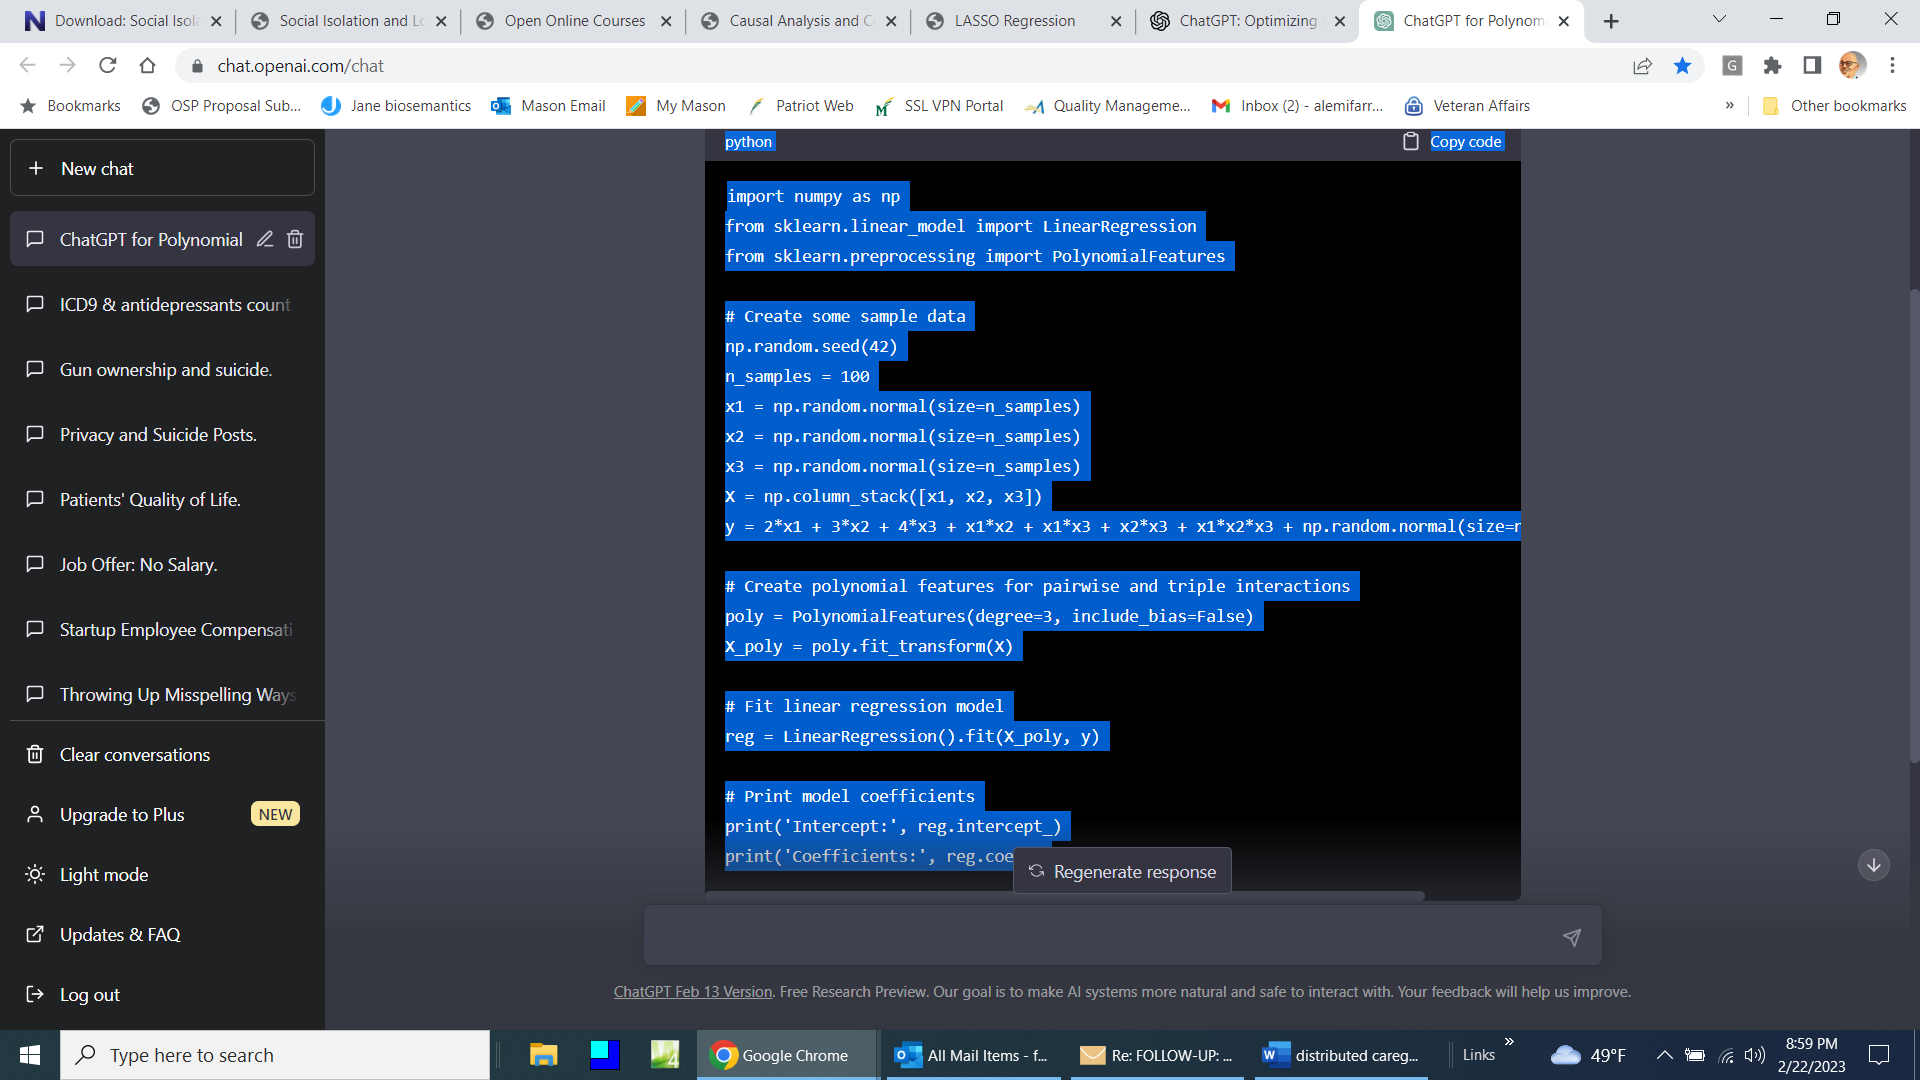 Download: Social Isola
Social Isolation and Lo
Open Online Courses
Causal Analysis and C
LASSO Regression
ChatGPT: Optimizing
ChatGPT for Polynom
chat.openai.com/chat
G
Bookmarks
OSP Proposal Sub...
Jane biosemantics
Mason Email
My Mason
Patriot Web
SSL VPN Portal
Quality Manageme...
Inbox (2) - alemifarr...
Veteran Affairs
»
Other bookmarks
+ New chat
ChatGPT for Polynomial
ICD9 & antidepressants count
Gun ownership and suicide.
Privacy and Suicide Posts.
Patients' Quality of Life.
Job Offer: No Salary.
Startup Employee Compensati
Throwing Up Misspelling Ways
Clear conversations
Upgrade to Plus NEW
Light mode
Updates & FAQ
Log out
python Copy code
import numpy as np
from sklearn.linear_model import LinearRegression
from sklearn.preprocessing import PolynomialFeatures
# Create some sample data
np.random.seed(42)
n_samples = 100
x1 = np.random.normal(size=n_samples)
x2 = np.random.normal(size=n_samples)
x3 = np.random.normal(size=n_samples)
X = np.column_stack([x1, x2, x3])
y = 2*x1 + 3*x2 + 4*x3 + x1*x2 + x1*x3 + x2*x3 + x1*x2*x3 + np.random.normal(size=n
# Create polynomial features for pairwise and triple interactions
poly = PolynomialFeatures(degree=3, include_bias=False)
X_poly = poly.fit_transform(X)
# Fit linear regression model
reg = LinearRegression().fit(X_poly, y)
# Print model coefficients
print('Intercept:', reg.intercept_)
print('Coefficients:', reg.coe
Regenerate response
ChatGPT Feb 13 Version. Free Research Preview. Our goal is to make AI systems more natural and safe to interact with. Your feedback will help us improve.
Type here to search
Google Chrome
All Mail Items - f...
Re: FOLLOW-UP: ...
distributed careg...
Links
»
49°F
8:59 PM
2/22/2023